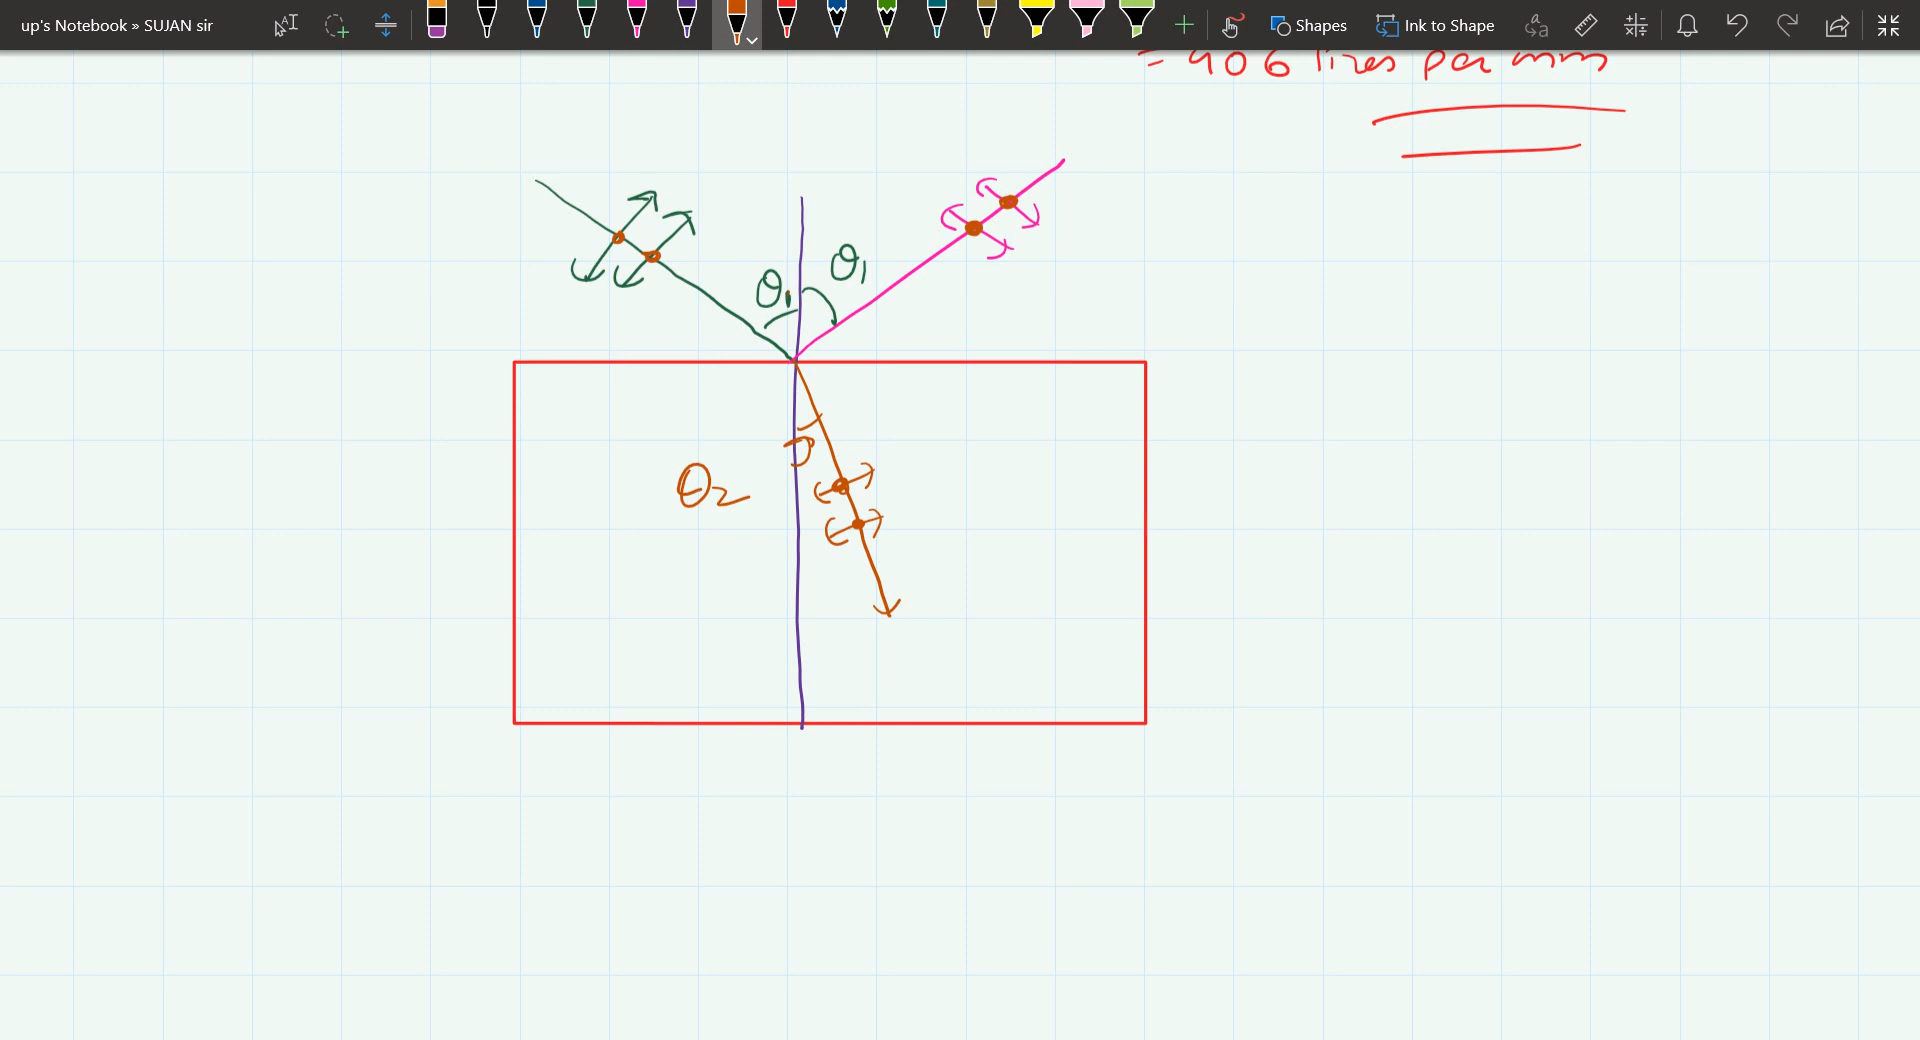 up's Notebook » SUJAN sir
Shapes
Ink to Shape
= 406 lines per mm
θ₁
θ₁
θ₂